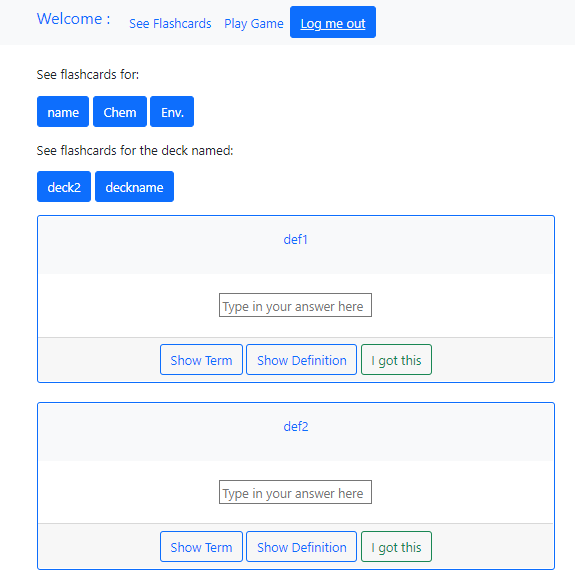 Welcome : See Flashcards Play Game Log me out
See flashcards for:
name Chem Env.
See flashcards for the deck named:
deck2 deckname
def1
Type in your answer here
Show Term Show Definition I got this
def2
Type in your answer here
Show Term Show Definition I got this